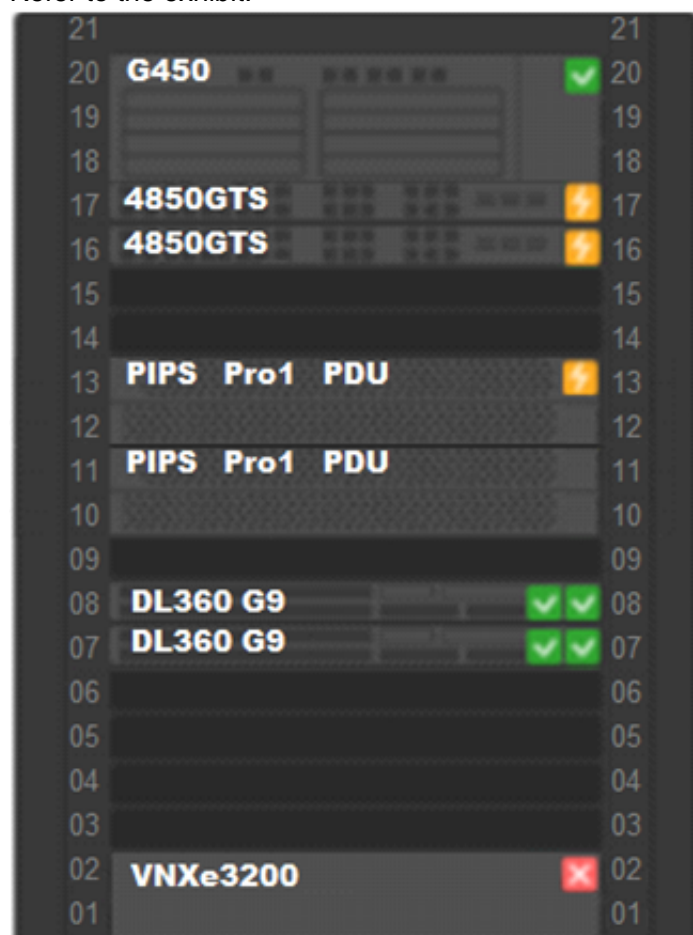 Refer to the exhibit.
21 21
20 G450 20
19 19
18 18
17 4850GTS 17
16 4850GTS 16
15 15
14 14
13 PIPS Pro1 PDU 13
12 12
11 PIPS Pro1 PDU 11
10 10
09 09
08 DL360 G9 08
07 DL360 G9 07
06 06
05 05
04 04
03 03
02 VNXe3200 02
01 01